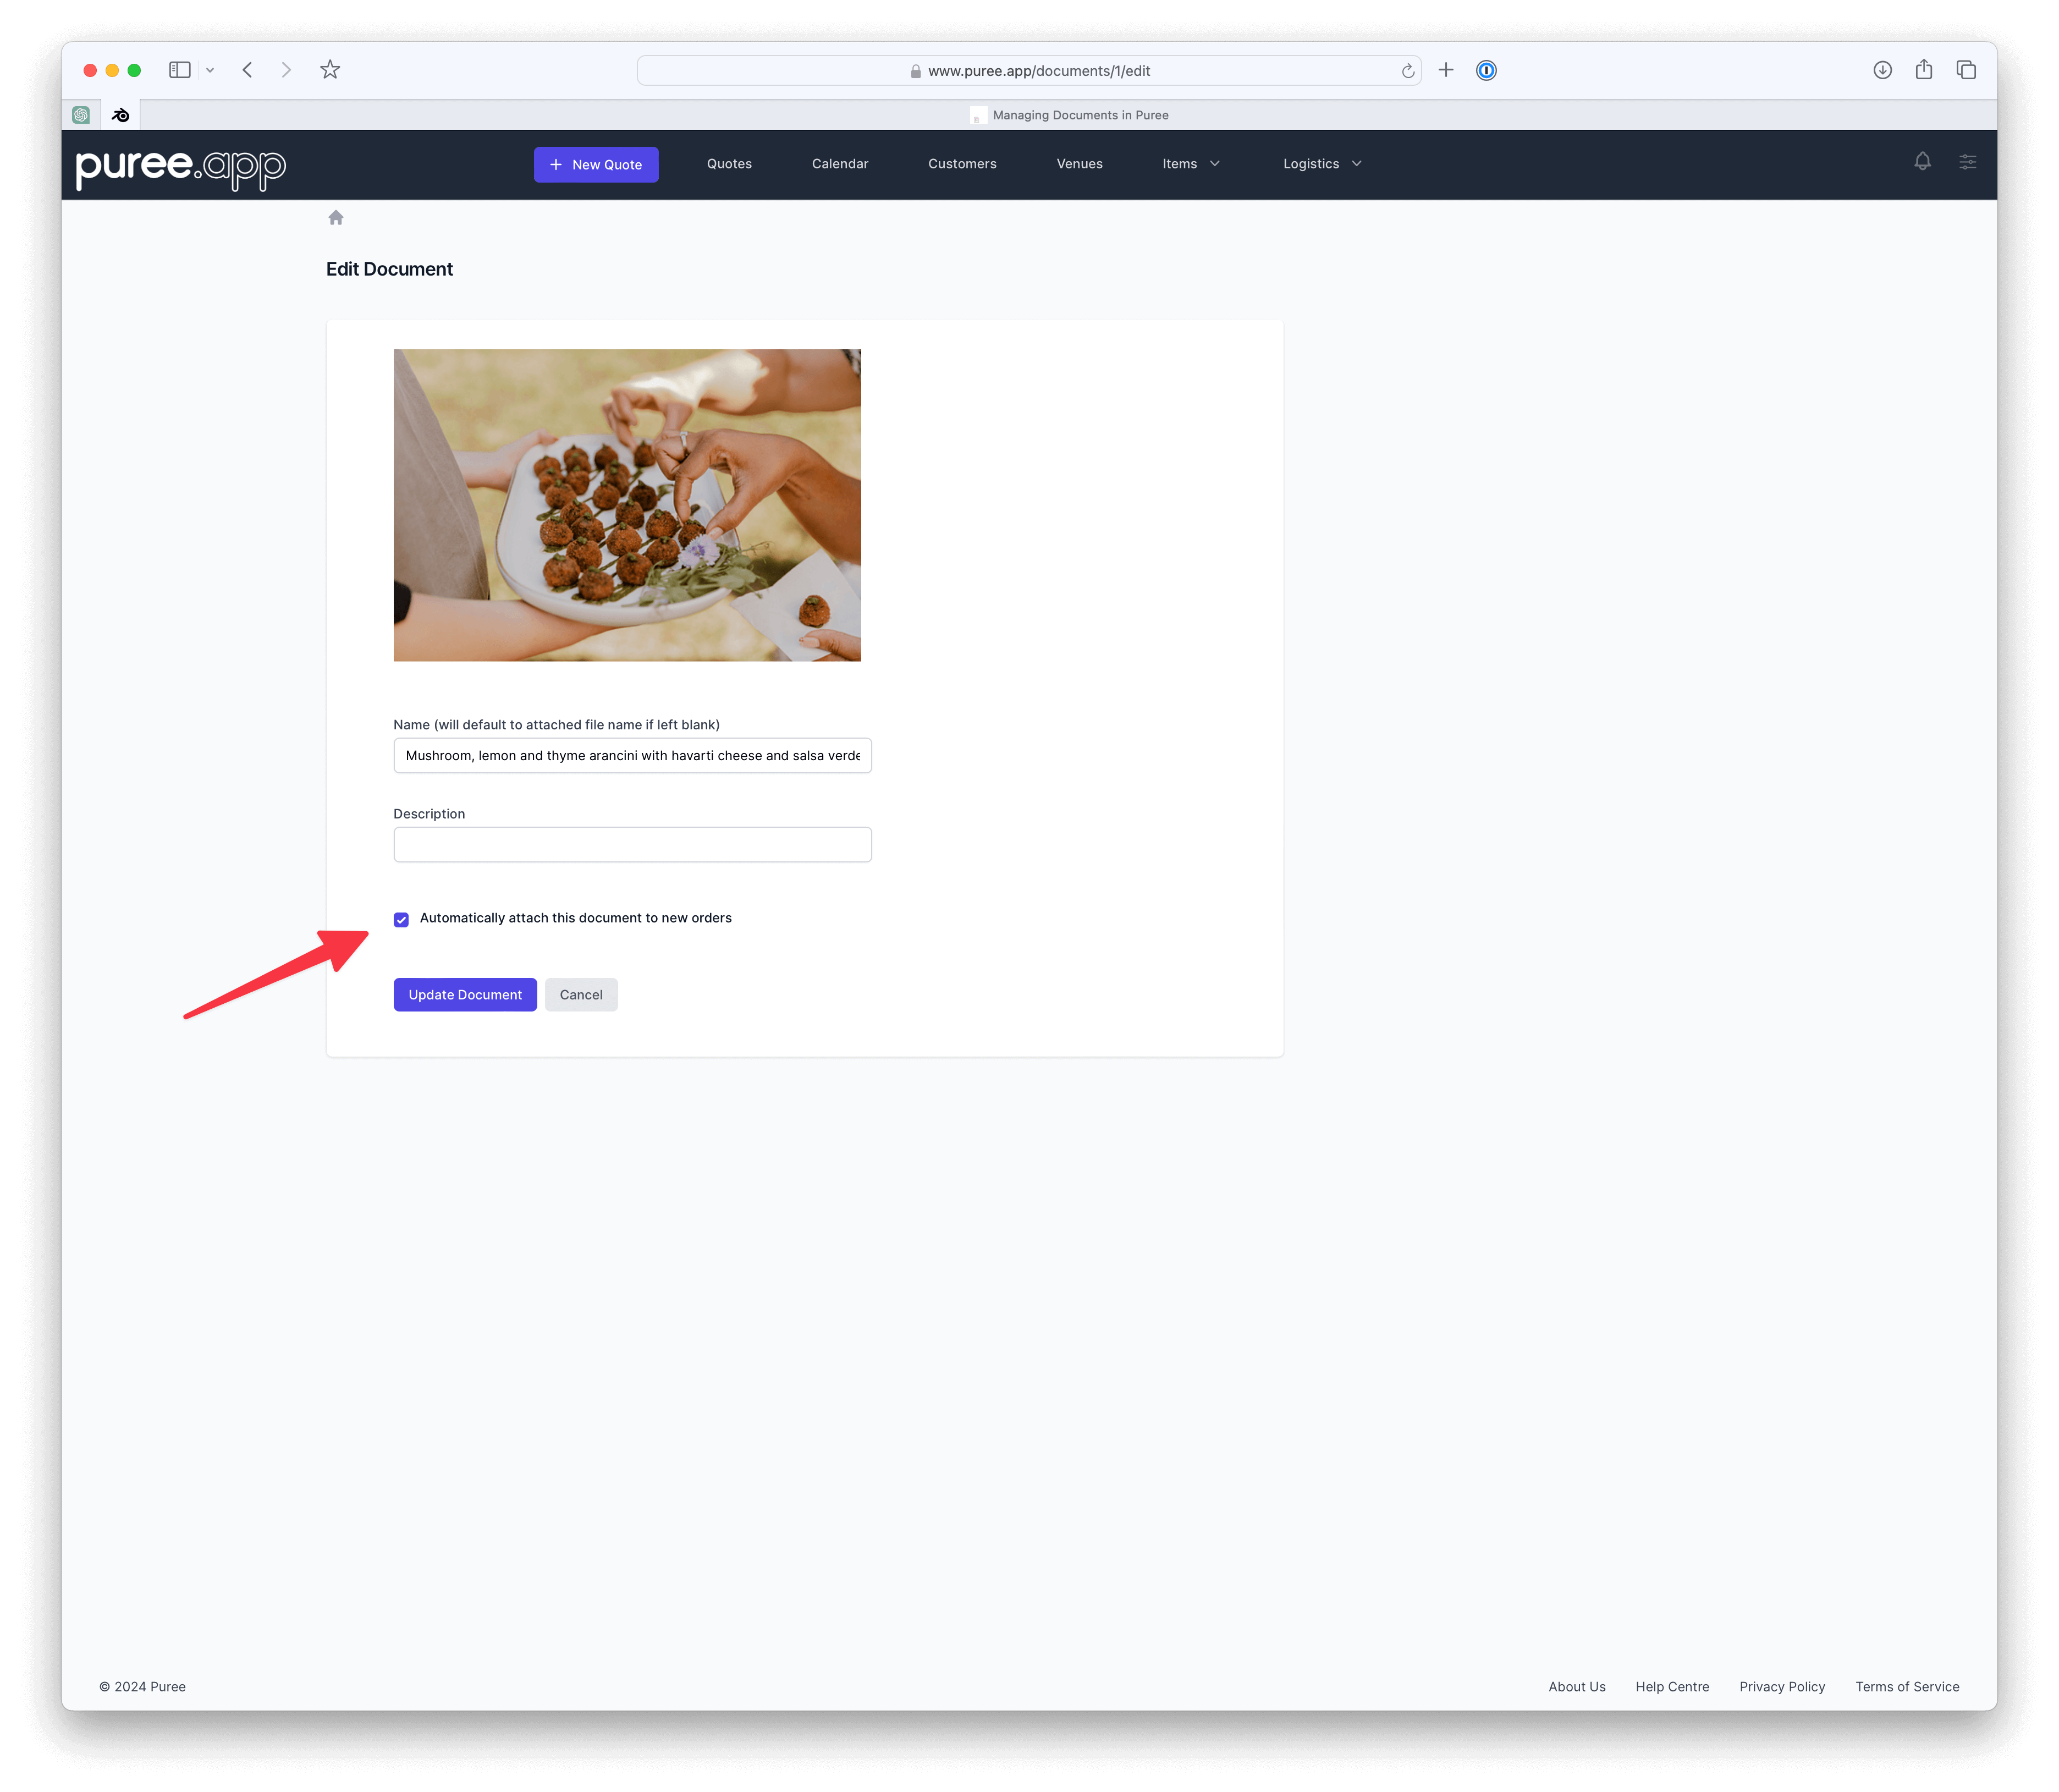 www.puree.app/documents/1/edit
Managing Documents in Puree
puree.app
+ New Quote
Quotes
Calendar
Customers
Venues
Items
Logistics
Edit Document
Name (will default to attached file name if left blank)
Mushroom, lemon and thyme arancini with havarti cheese and salsa verde
Description
Automatically attach this document to new orders
Update Document
Cancel
© 2024 Puree
About Us
Help Centre
Privacy Policy
Terms of Service